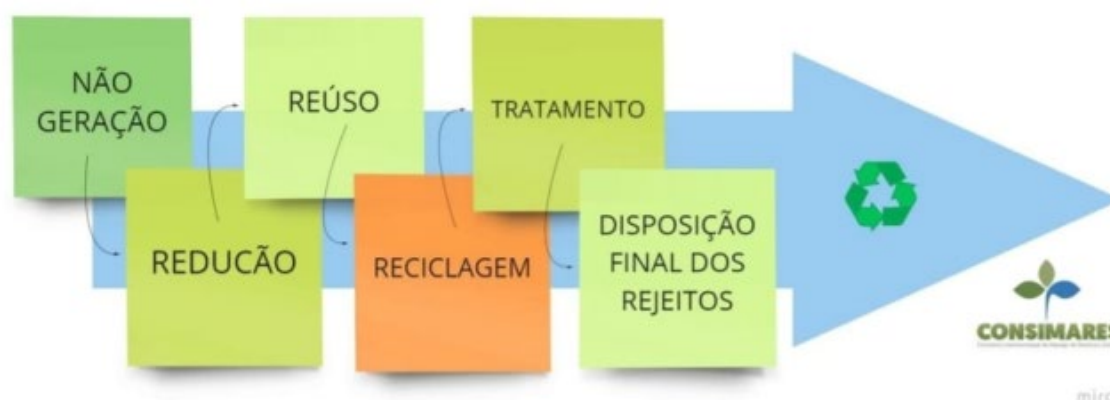 NÃO
GERAÇÃO
REDUCÃO
REÚSO
RECICLAGEM
TRATAMENTO
DISPOSIÇÃO
FINAL DOS
REJEITOS
CONSIMARES